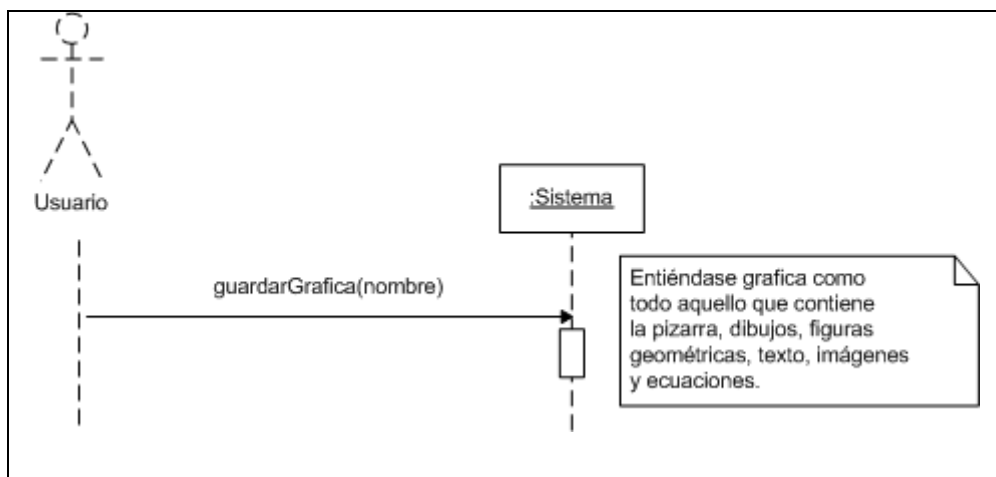 Usuario
:Sistema
guardarGrafica(nombre)
Entiéndase grafica como
todo aquello que contiene
la pizarra, dibujos, figuras
geométricas, texto, imágenes
y ecuaciones.